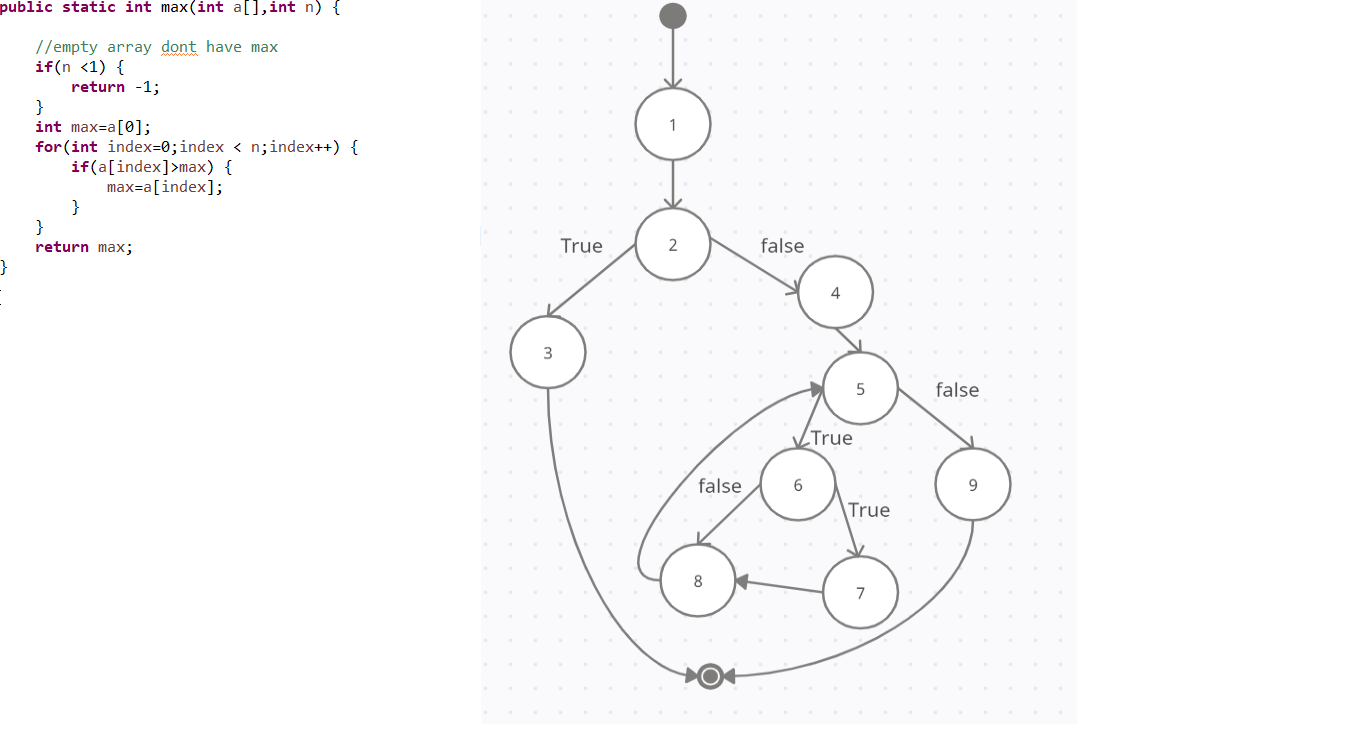 public static int max(int a[],int n) {
//empty array dont have max
if(n <1) {
return -1;
}
int max=a[0];
for(int index=0;index < n;index++) {
if(a[index]>max) {
max=a[index];
}
}
return max;
}
1
2
True
false
4
3
5
false
True
6
false
9
True
8
7